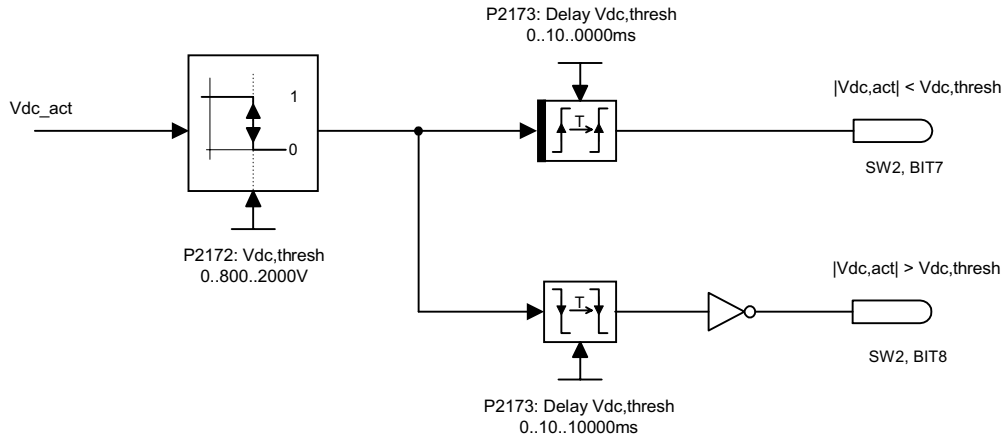 P2173: Delay Vdc,thresh
0..10..0000ms
Vdc_act
1
0
T
|Vdc,act| < Vdc,thresh
SW2, BIT7
P2172: Vdc,thresh
0..800..2000V
T
|Vdc,act| > Vdc,thresh
SW2, BIT8
P2173: Delay Vdc,thresh
0..10..10000ms